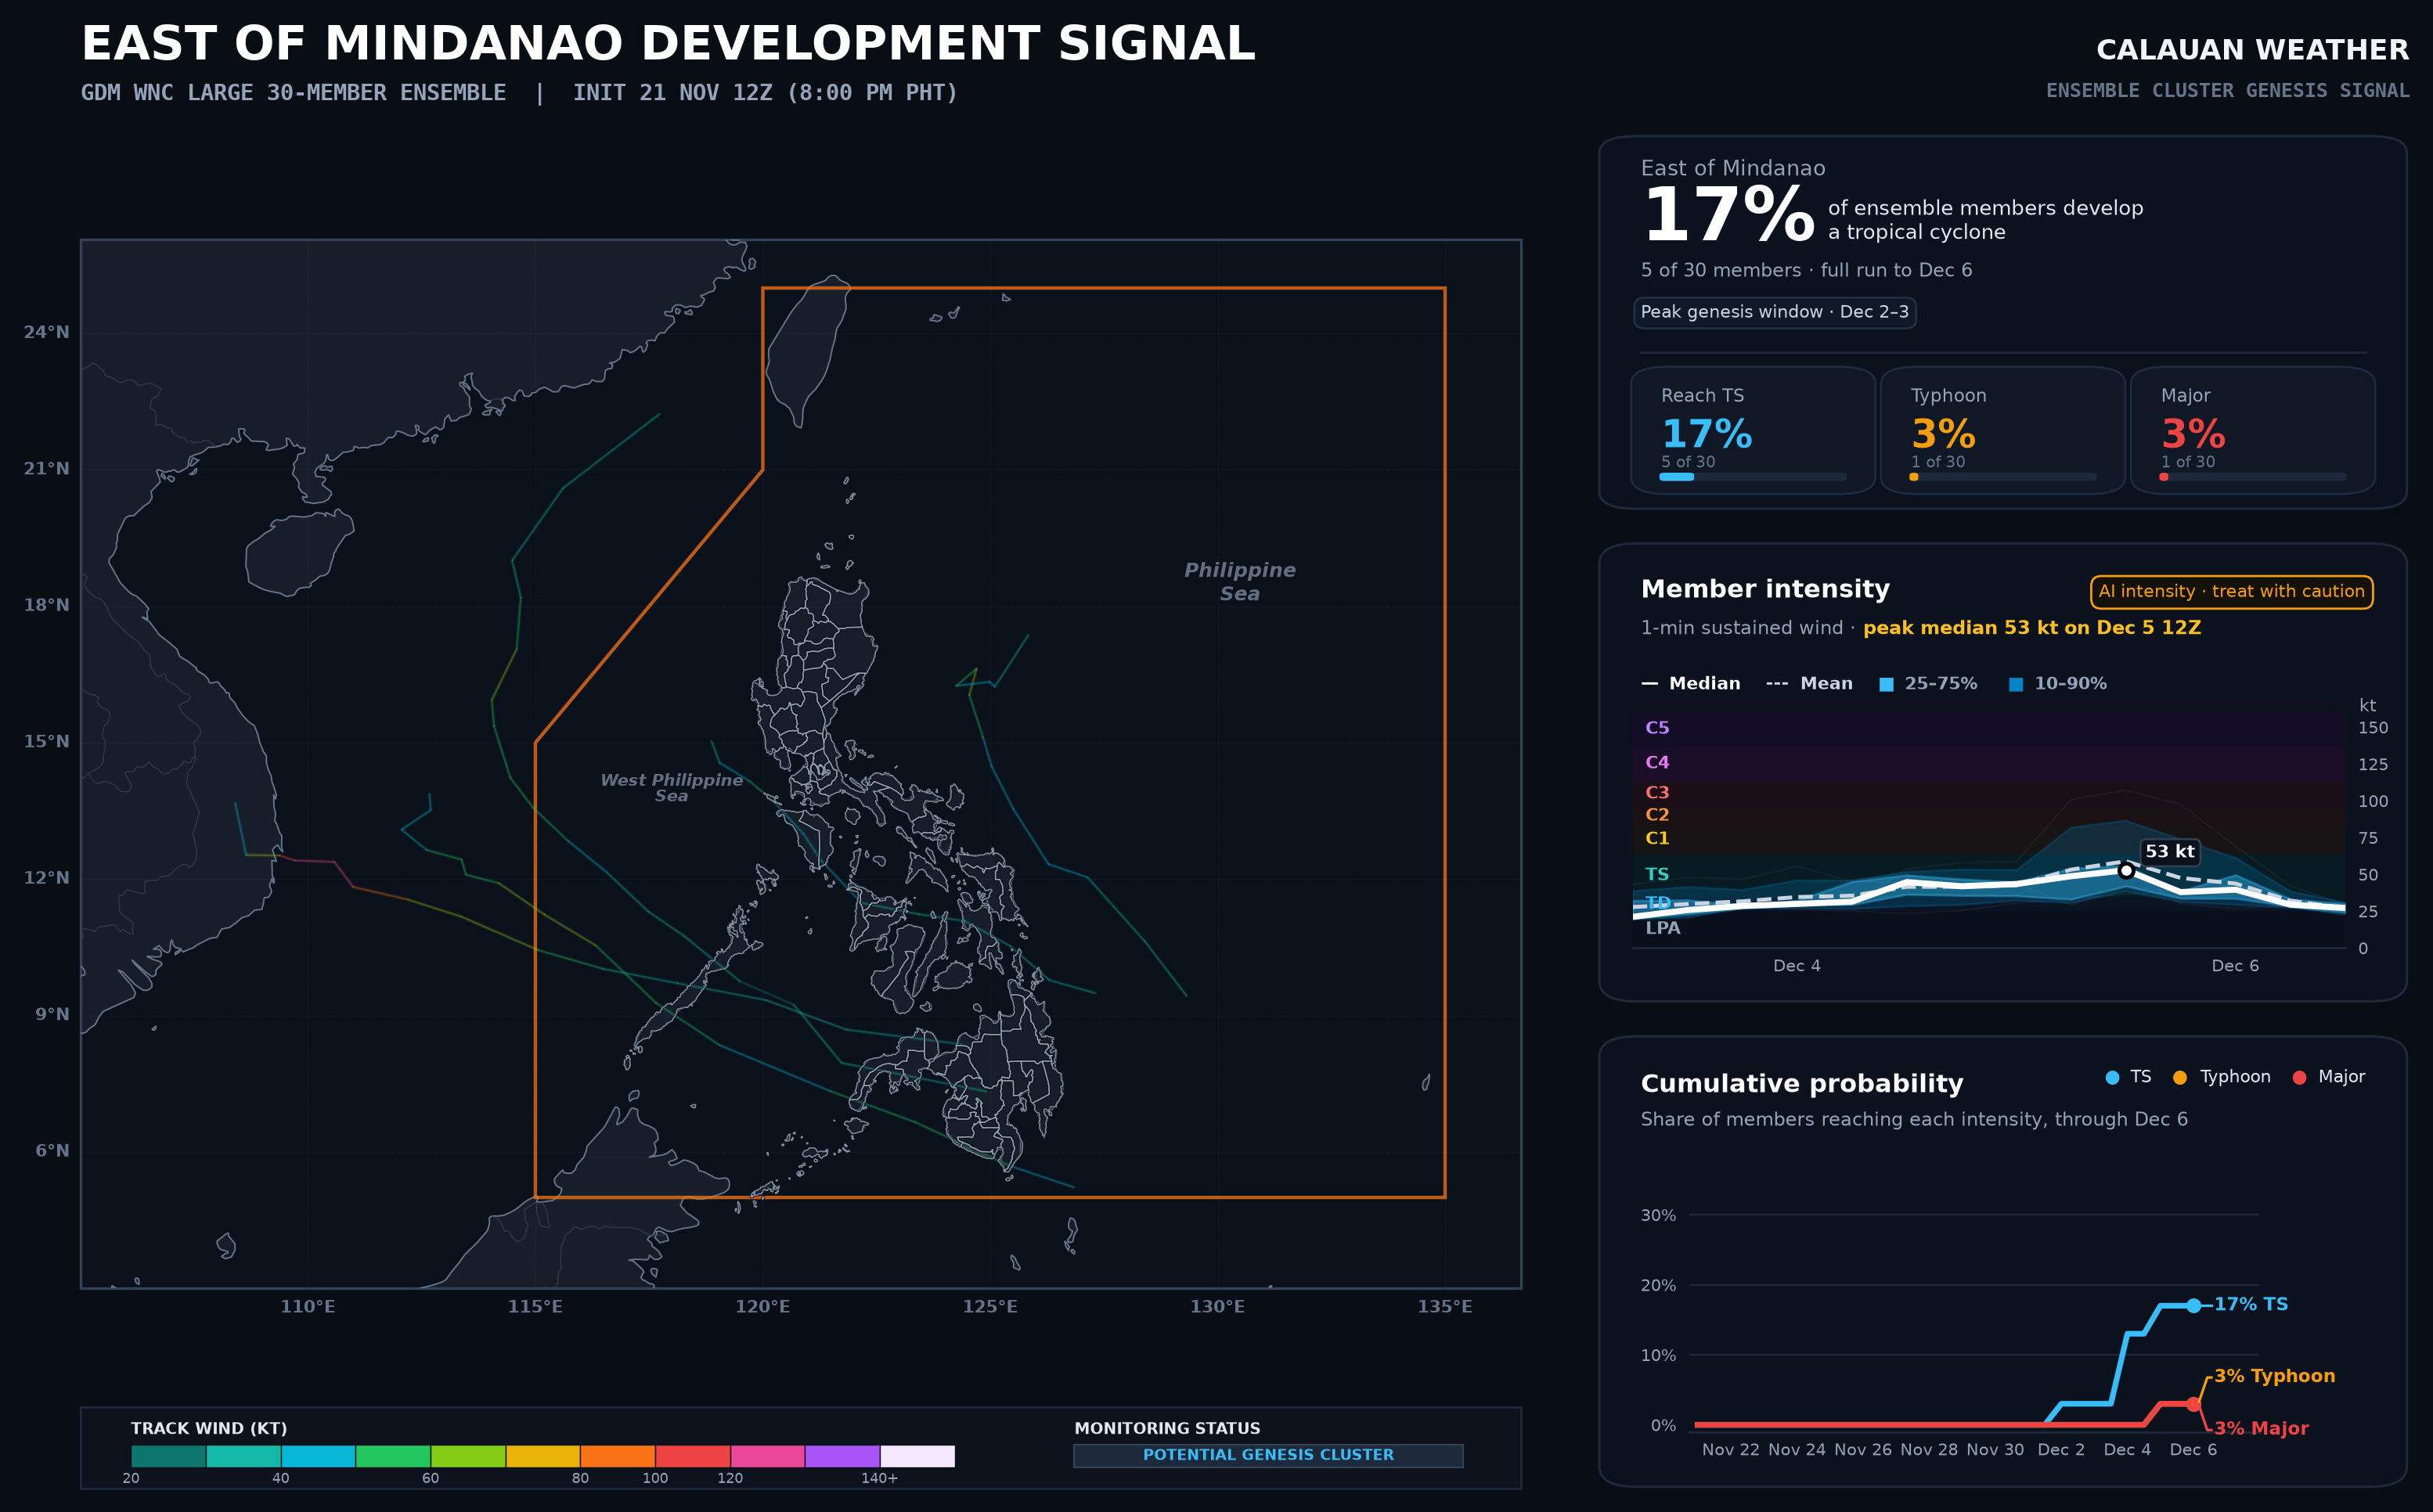 EAST OF MINDANAO DEVELOPMENT SIGNAL
GDM WNC LARGE 30-MEMBER ENSEMBLE | INIT 21 NOV 12Z (8:00 PM PHT)
CALAUAN WEATHER
ENSEMBLE CLUSTER GENESIS SIGNAL
24°N
21°N
18°N
15°N
12°N
9°N
6°N
110°E
115°E
120°E
125°E
130°E
135°E
Philippine
Sea
West Philippine
Sea
TRACK WIND (KT)
20
40
60
80
100
120
140+
MONITORING STATUS
POTENTIAL GENESIS CLUSTER
East of Mindanao
17%
of ensemble members develop
a tropical cyclone
5 of 30 members · full run to Dec 6
Peak genesis window · Dec 2–3
Reach TS
17%
5 of 30
Typhoon
3%
1 of 30
Major
3%
1 of 30
Member intensity
AI intensity · treat with caution
1-min sustained wind · peak median 53 kt on Dec 5 12Z
Median
Mean
25–75%
10–90%
kt
150
125
100
75
50
25
0
C5
C4
C3
C2
C1
TS
TD
LPA
53 kt
Dec 4
Dec 6
Cumulative probability
TS
Typhoon
Major
Share of members reaching each intensity, through Dec 6
30%
20%
10%
0%
17% TS
3% Typhoon
3% Major
Nov 22
Nov 24
Nov 26
Nov 28
Nov 30
Dec 2
Dec 4
Dec 6